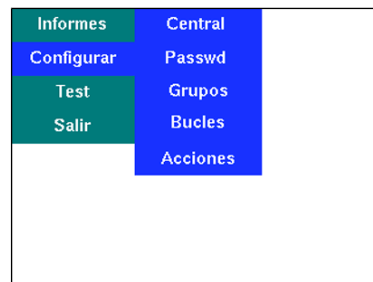 Informes
Configurar
Test
Salir
Central
Passwd
Grupos
Bucles
Acciones